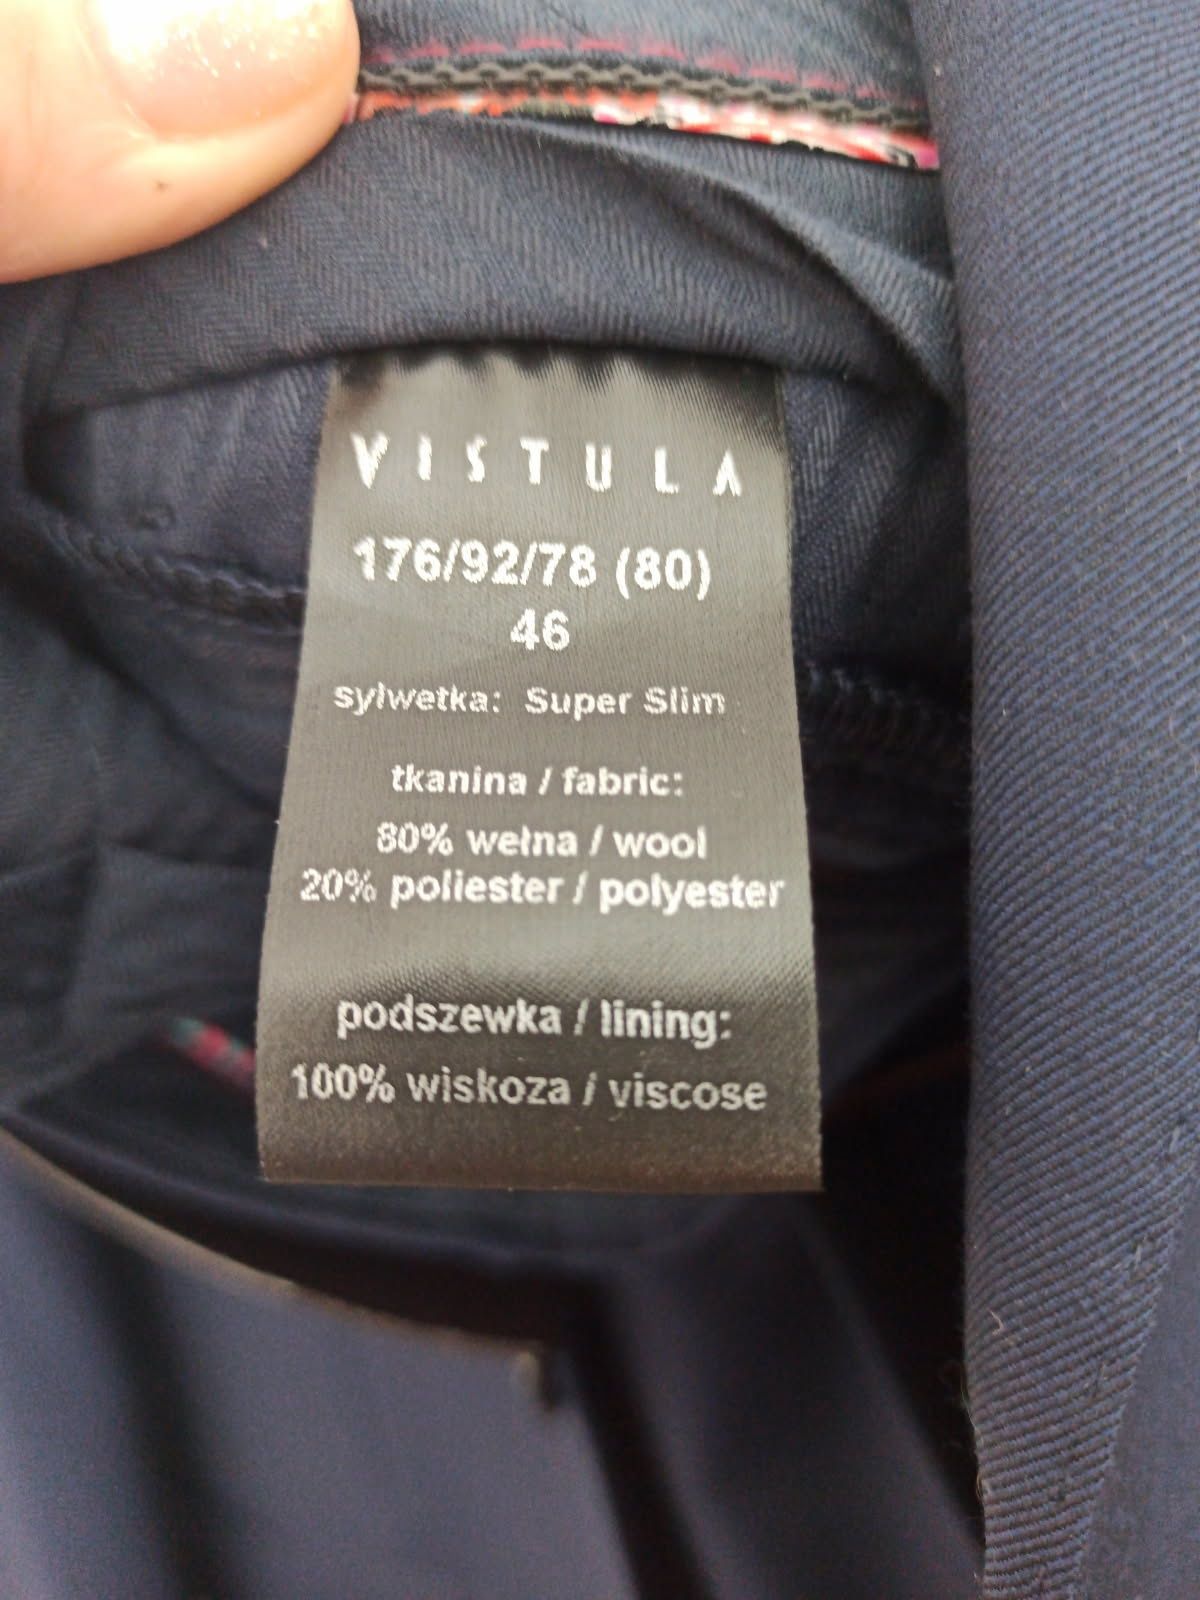 VISTULA
176/92/78 (80)
46
sylwetka: Super Slim
tkanina / fabric:
80% wełna / wool
20% poliester / polyester
podszewka / lining:
100% wiskoza / viscose